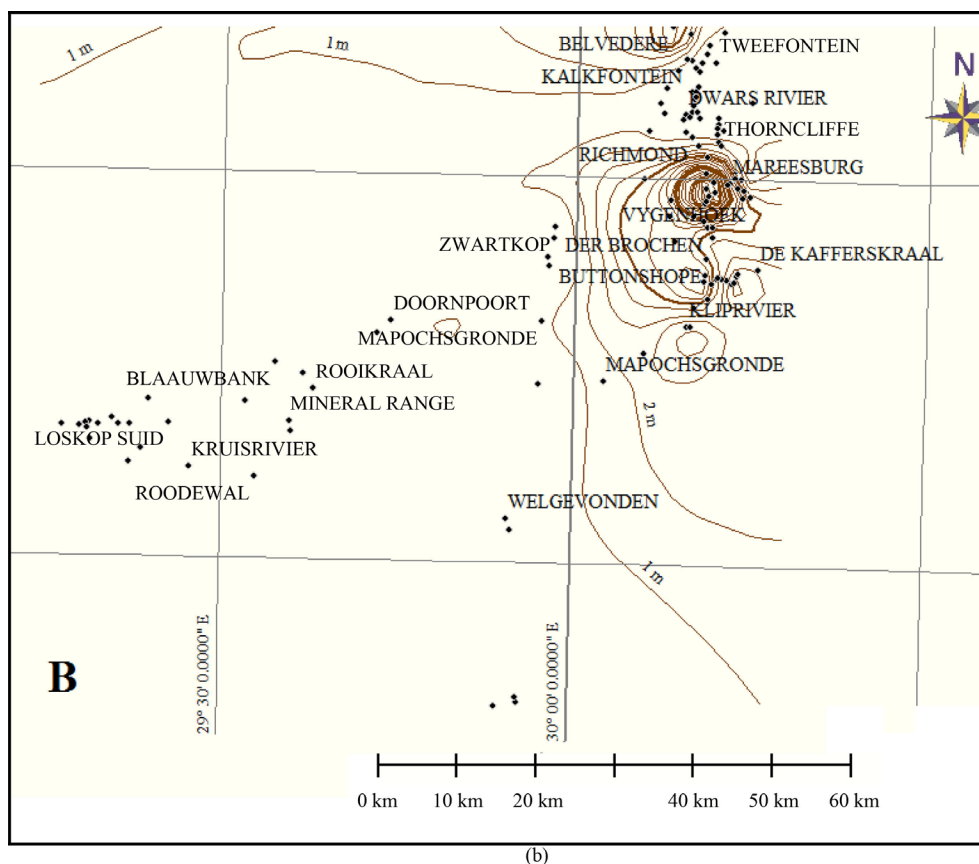 1 m
1 m
BELVEDERE
TWEEFONTEIN
N
KALKFONTEIN
DWARS RIVIER
THORNCLIFFE
RICHMOND
MAREESBURG
VYGENHOEK
ZWARTKOP
DER BROCHEN
DE KAFFERSKRAAL
BUTTONSHOPE
DOORNPOORT
KLIPRIVIER
MAPOCHSGRONDE
MAPOCHSGRONDE
BLAAUWBANK
ROOIKRAAL
MINERAL RANGE
2 m
LOSKOP SUID
KRUISRIVIER
ROODEWAL
WELGEVONDEN
1 m
29° 30' 0.0000" E
30° 00' 0.0000" E
B
0 km 10 km 20 km 40 km 50 km 60 km
(b)